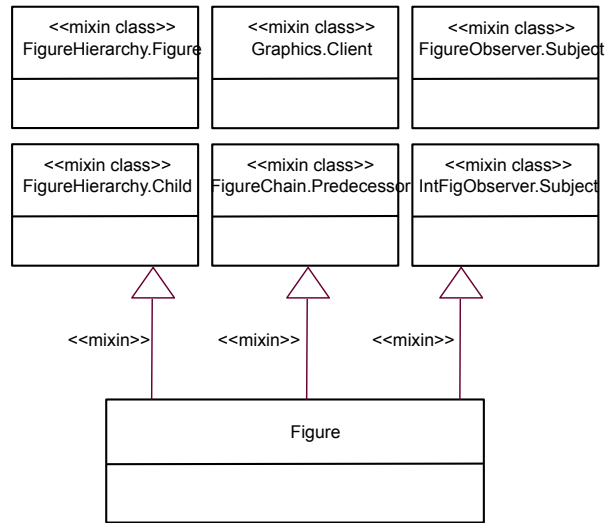 <<mixin class>> <<mixin class>> <<mixin class>>
FigureHierarchy.Figure Graphics.Client FigureObserver.Subject
<<mixin class>> <<mixin class>> <<mixin class>>
FigureHierarchy.Child FigureChain.Predecessor IntFigObserver.Subject
<<mixin>> <<mixin>> <<mixin>>
Figure